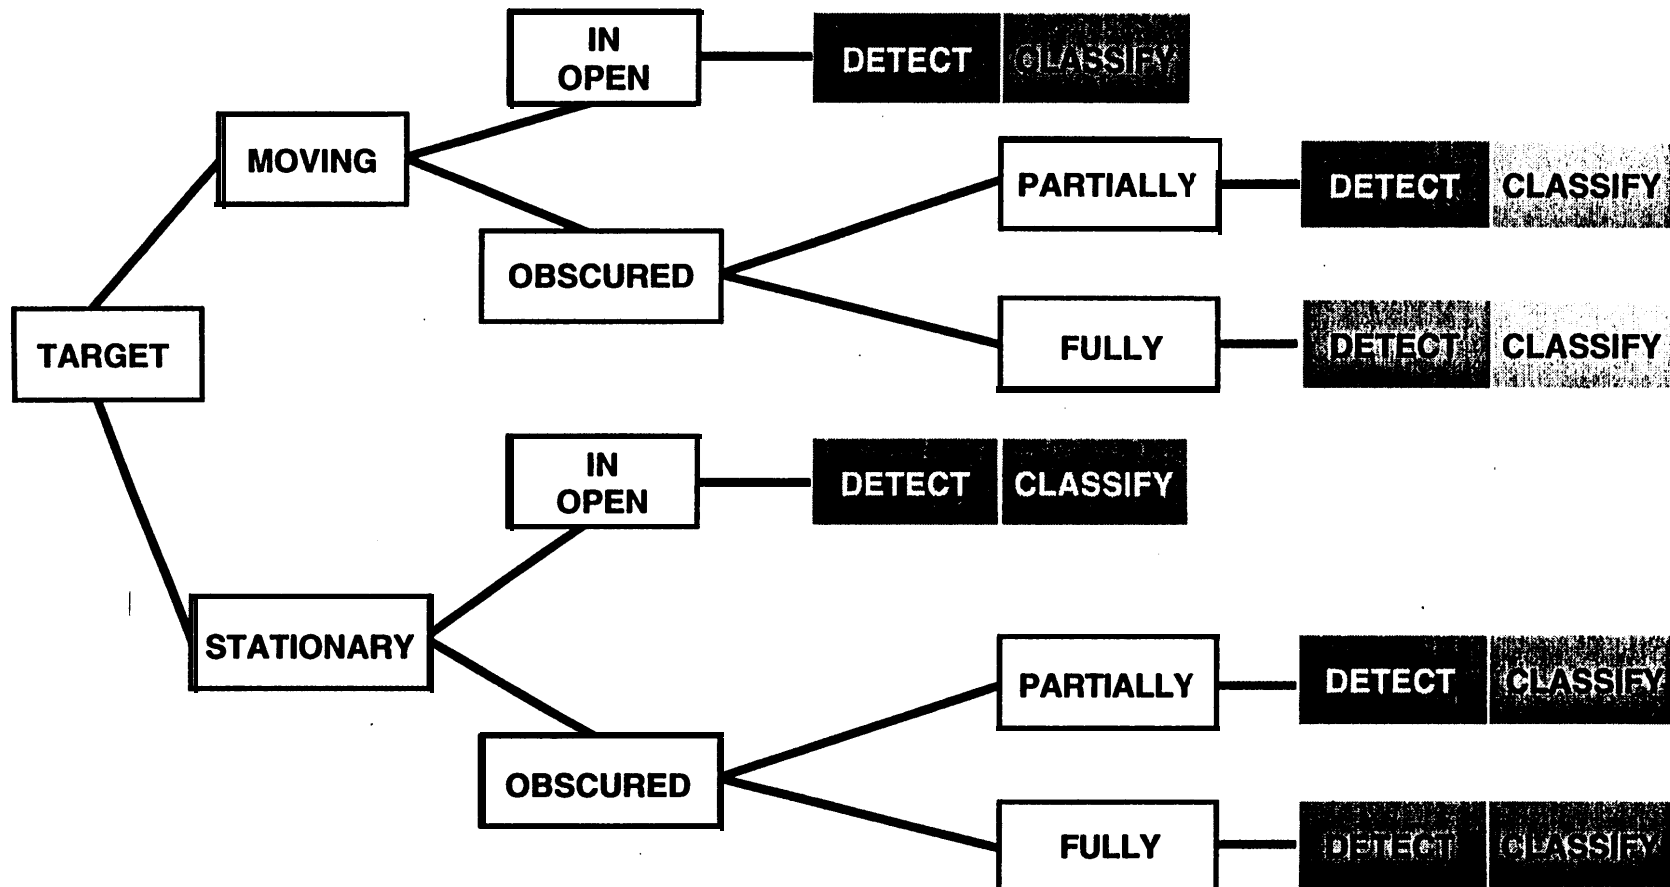 IN
OPEN
DETECT CLASSIFY
MOVING
PARTIALLY
DETECT CLASSIFY
OBSCURED
FULLY
DETECT CLASSIFY
TARGET
IN
OPEN
DETECT CLASSIFY
STATIONARY
PARTIALLY
DETECT CLASSIFY
OBSCURED
FULLY
DETECT CLASSIFY